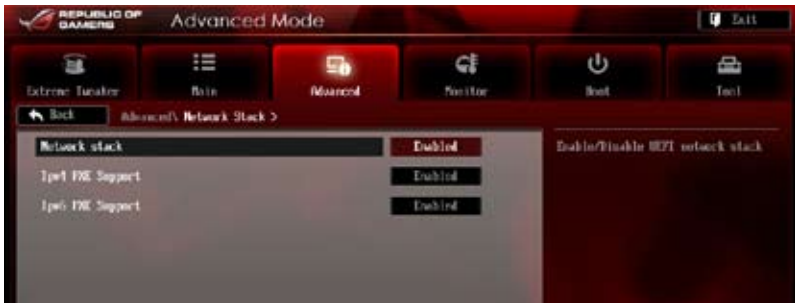 REPUBLIC OF
GAMERS
Advanced Mode
Exit
Extreme Tweaker
Main
Advanced
Monitor
Boot
Tool
Back
Advanced\ Network Stack >
Network stack
Enabled
Enable/Disable UEFI network stack
Ipv4 PXE Support
Enabled
Ipv6 PXE Support
Enabled